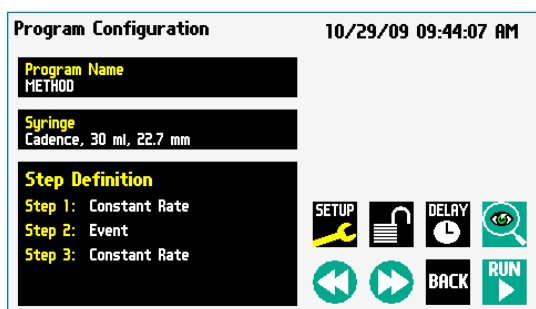 Program Configuration
10/29/09 09:44:07 AM
Program Name
METHOD
Syringe
Cadence, 30 ml, 22.7 mm
Step Definition
Step 1: Constant Rate
Step 2: Event
Step 3: Constant Rate
SETUP
DELAY
BACK
RUN